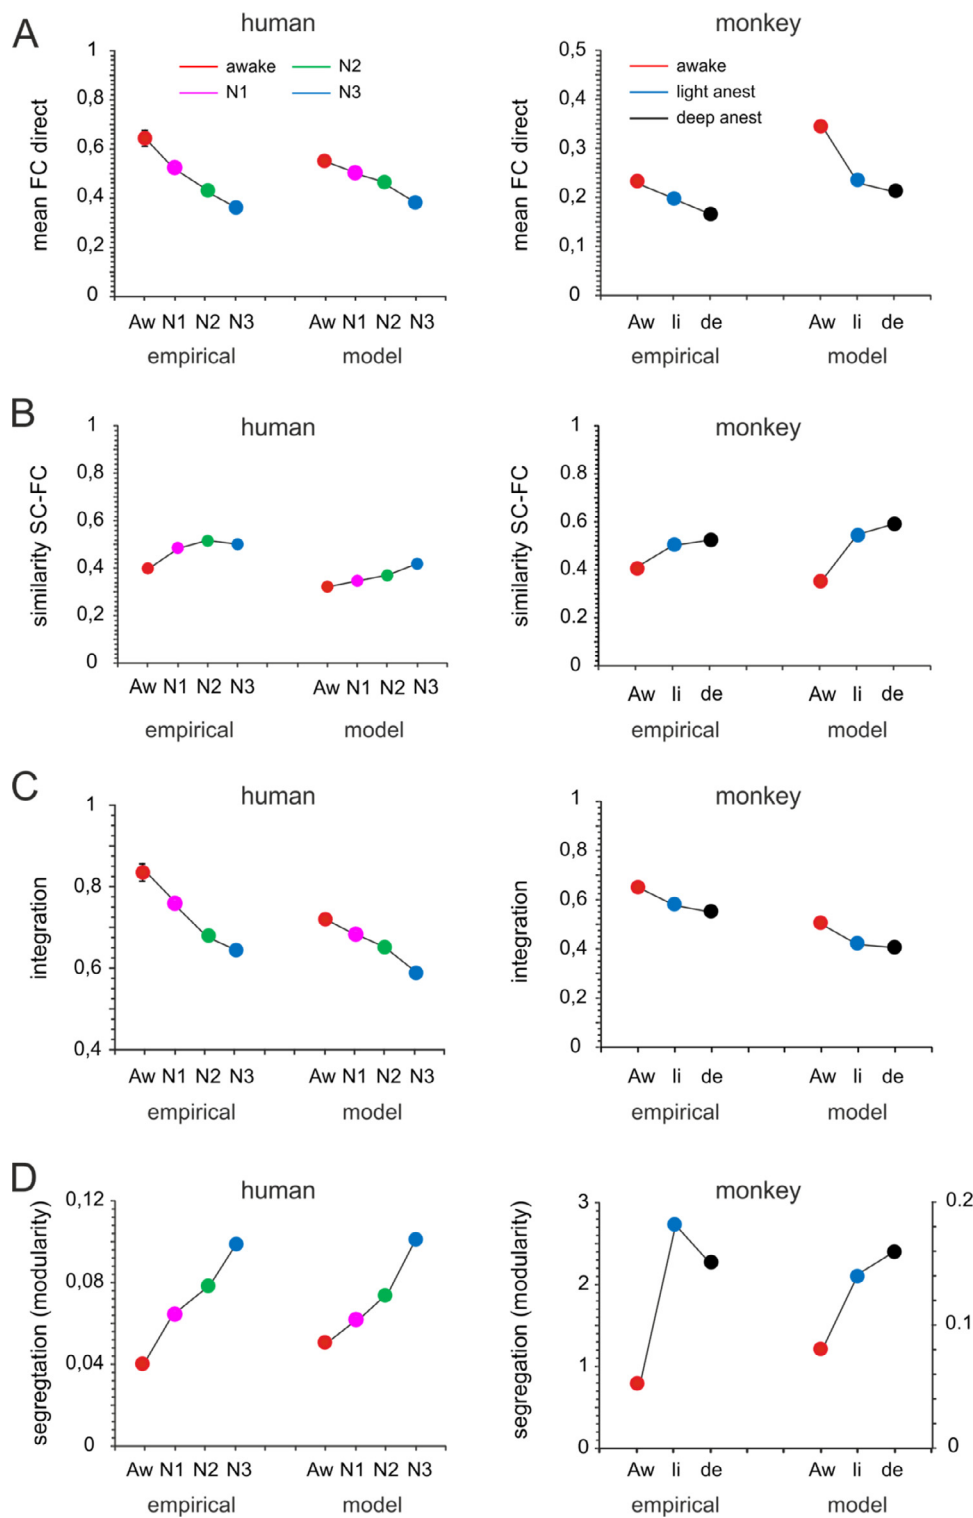 A
human
monkey
mean FC direct
1
0,8
0,6
0,4
0,2
0
awake
N2
N1
N3
Aw N1 N2 N3
Aw N1 N2 N3
empirical
model
mean FC direct
0,5
0,4
0,3
0,2
0,1
0
awake
light anest
deep anest
Aw li de
Aw li de
empirical
model
B
human
monkey
similarity SC-FC
1
0,8
0.6
0.4
0.2
0
Aw N1 N2 N3
Aw N1 N2 N3
empirical
model
similarity SC-FC
1
0.8
0.6
0.4
0.2
0
Aw li de
Aw li de
empirical
model
C
human
monkey
integration
1
0.8
0.6
0,4
Aw N1 N2 N3
Aw N1 N2 N3
empirical
model
integration
1
0.8
0.6
0,4
0,2
0
Aw li de
Aw li de
empirical
model
D
human
monkey
segregtation (modularity)
0,12
0,08
0,04
0
Aw N1 N2 N3
Aw N1 N2 N3
empirical
model
segregation (modularity)
3
2
1
0
0.2
0.1
0
Aw li de
Aw li de
empirical
model